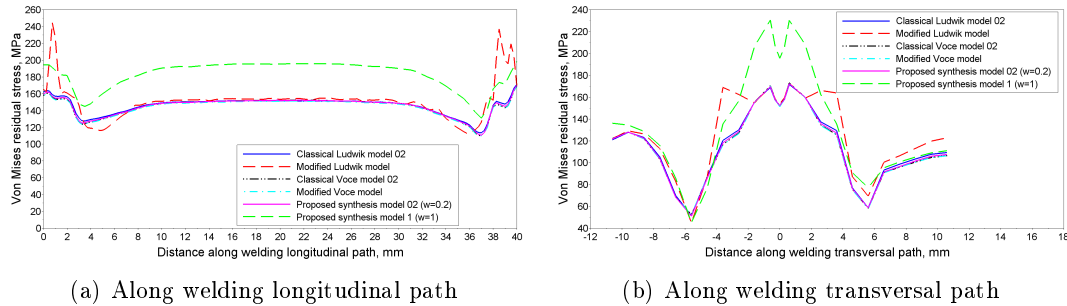 Von Mises residual stress, MPa
260
240
220
200
180
160
140
120
100
80
60
40
20
0
0 2 4 6 8 10 12 14 16 18 20 22 24 26 28 30 32 34 36 38 40
Distance along welding longitudinal path, mm
Classical Ludwik model 02
Modified Ludwik model
Classical Voce model 02
Modified Voce model
Proposed synthesis model 02 (w=0.2)
Proposed synthesis model 1 (w=1)
(a) Along welding longitudinal path
Von Mises residual stress, MPa
240
220
200
180
160
140
120
100
80
60
40
-12 -10 -8 -6 -4 -2 0 2 4 6 8 10 12
Distance along welding transversal path, mm
Classical Ludwik model 02
Modified Ludwik model
Classical Voce model 02
Modified Voce model
Proposed synthesis model 02 (w=0.2)
Proposed synthesis model 1 (w=1)
(b) Along welding transversal path